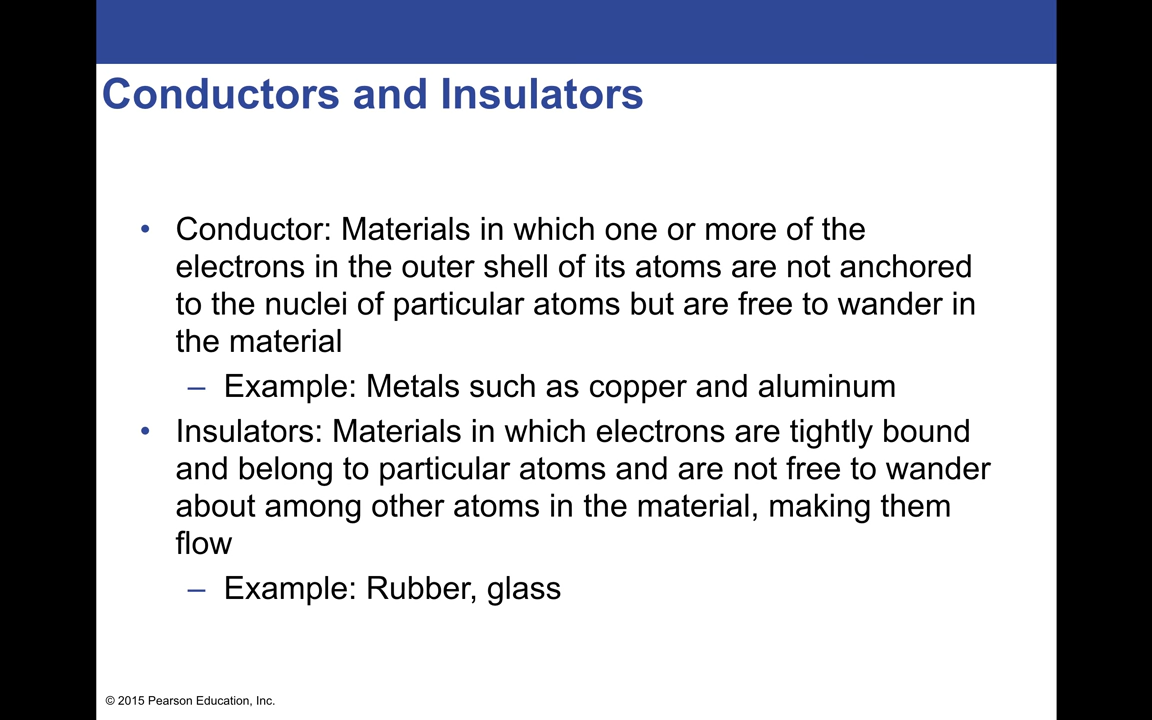 Conductors and Insulators
• Conductor: Materials in which one or more of the
electrons in the outer shell of its atoms are not anchored
to the nuclei of particular atoms but are free to wander in
the material
– Example: Metals such as copper and aluminum
• Insulators: Materials in which electrons are tightly bound
and belong to particular atoms and are not free to wander
about among other atoms in the material, making them
flow
– Example: Rubber, glass
© 2015 Pearson Education, Inc.